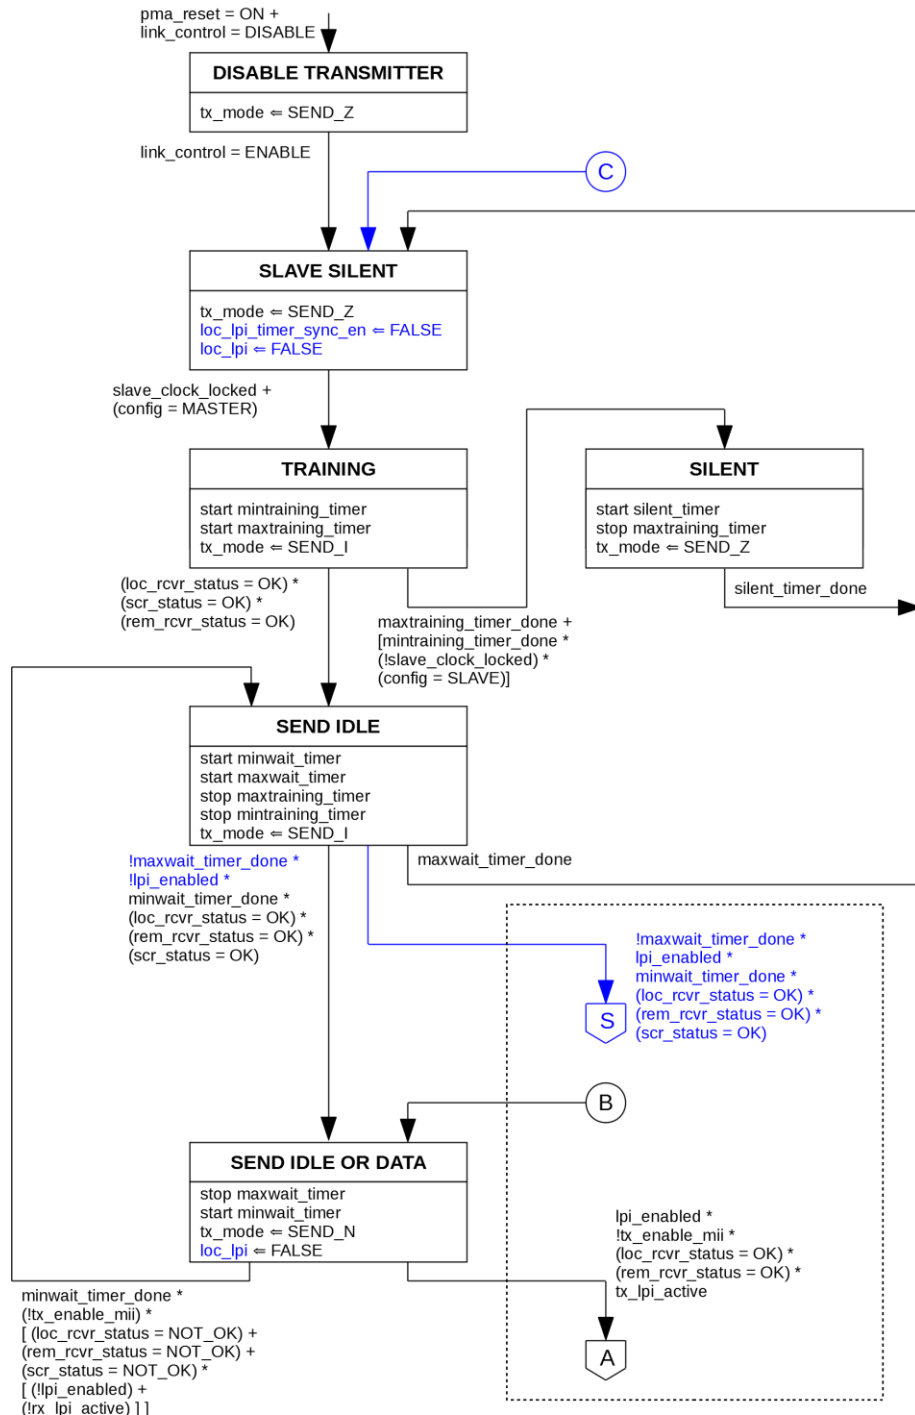 pma_reset = ON +
link_control = DISABLE
DISABLE TRANSMITTER
tx_mode ⇐ SEND_Z
link_control = ENABLE
C
SLAVE SILENT
tx_mode ⇐ SEND_Z
loc_lpi_timer_sync_en ⇐ FALSE
loc_lpi ⇐ FALSE
slave_clock_locked +
(config = MASTER)
TRAINING
start mintraining_timer
start maxtraining_timer
tx_mode ⇐ SEND_I
SILENT
start silent_timer
stop maxtraining_timer
tx_mode ⇐ SEND_Z
silent_timer_done
(loc_rcvr_status = OK) *
(scr_status = OK) *
(rem_rcvr_status = OK)
maxtraining_timer_done +
[mintraining_timer_done *
(!slave_clock_locked) *
(config = SLAVE)]
SEND IDLE
start minwait_timer
start maxwait_timer
stop maxtraining_timer
stop mintraining_timer
tx_mode ⇐ SEND_I
maxwait_timer_done
!maxwait_timer_done *
!lpi_enabled *
minwait_timer_done *
(loc_rcvr_status = OK) *
(rem_rcvr_status = OK) *
(scr_status = OK)
!maxwait_timer_done *
lpi_enabled *
minwait_timer_done *
(loc_rcvr_status = OK) *
(rem_rcvr_status = OK) *
(scr_status = OK)
S
B
SEND IDLE OR DATA
stop maxwait_timer
start minwait_timer
tx_mode ⇐ SEND_N
loc_lpi ⇐ FALSE
lpi_enabled *
!tx_enable_mii *
(loc_rcvr_status = OK) *
(rem_rcvr_status = OK) *
tx_lpi_active
A
minwait_timer_done *
(!tx_enable_mii) *
[ (loc_rcvr_status = NOT_OK) +
(rem_rcvr_status = NOT_OK) +
(scr_status = NOT_OK) *
[ (!lpi_enabled) +
(!rx_lpi_active) ] ]